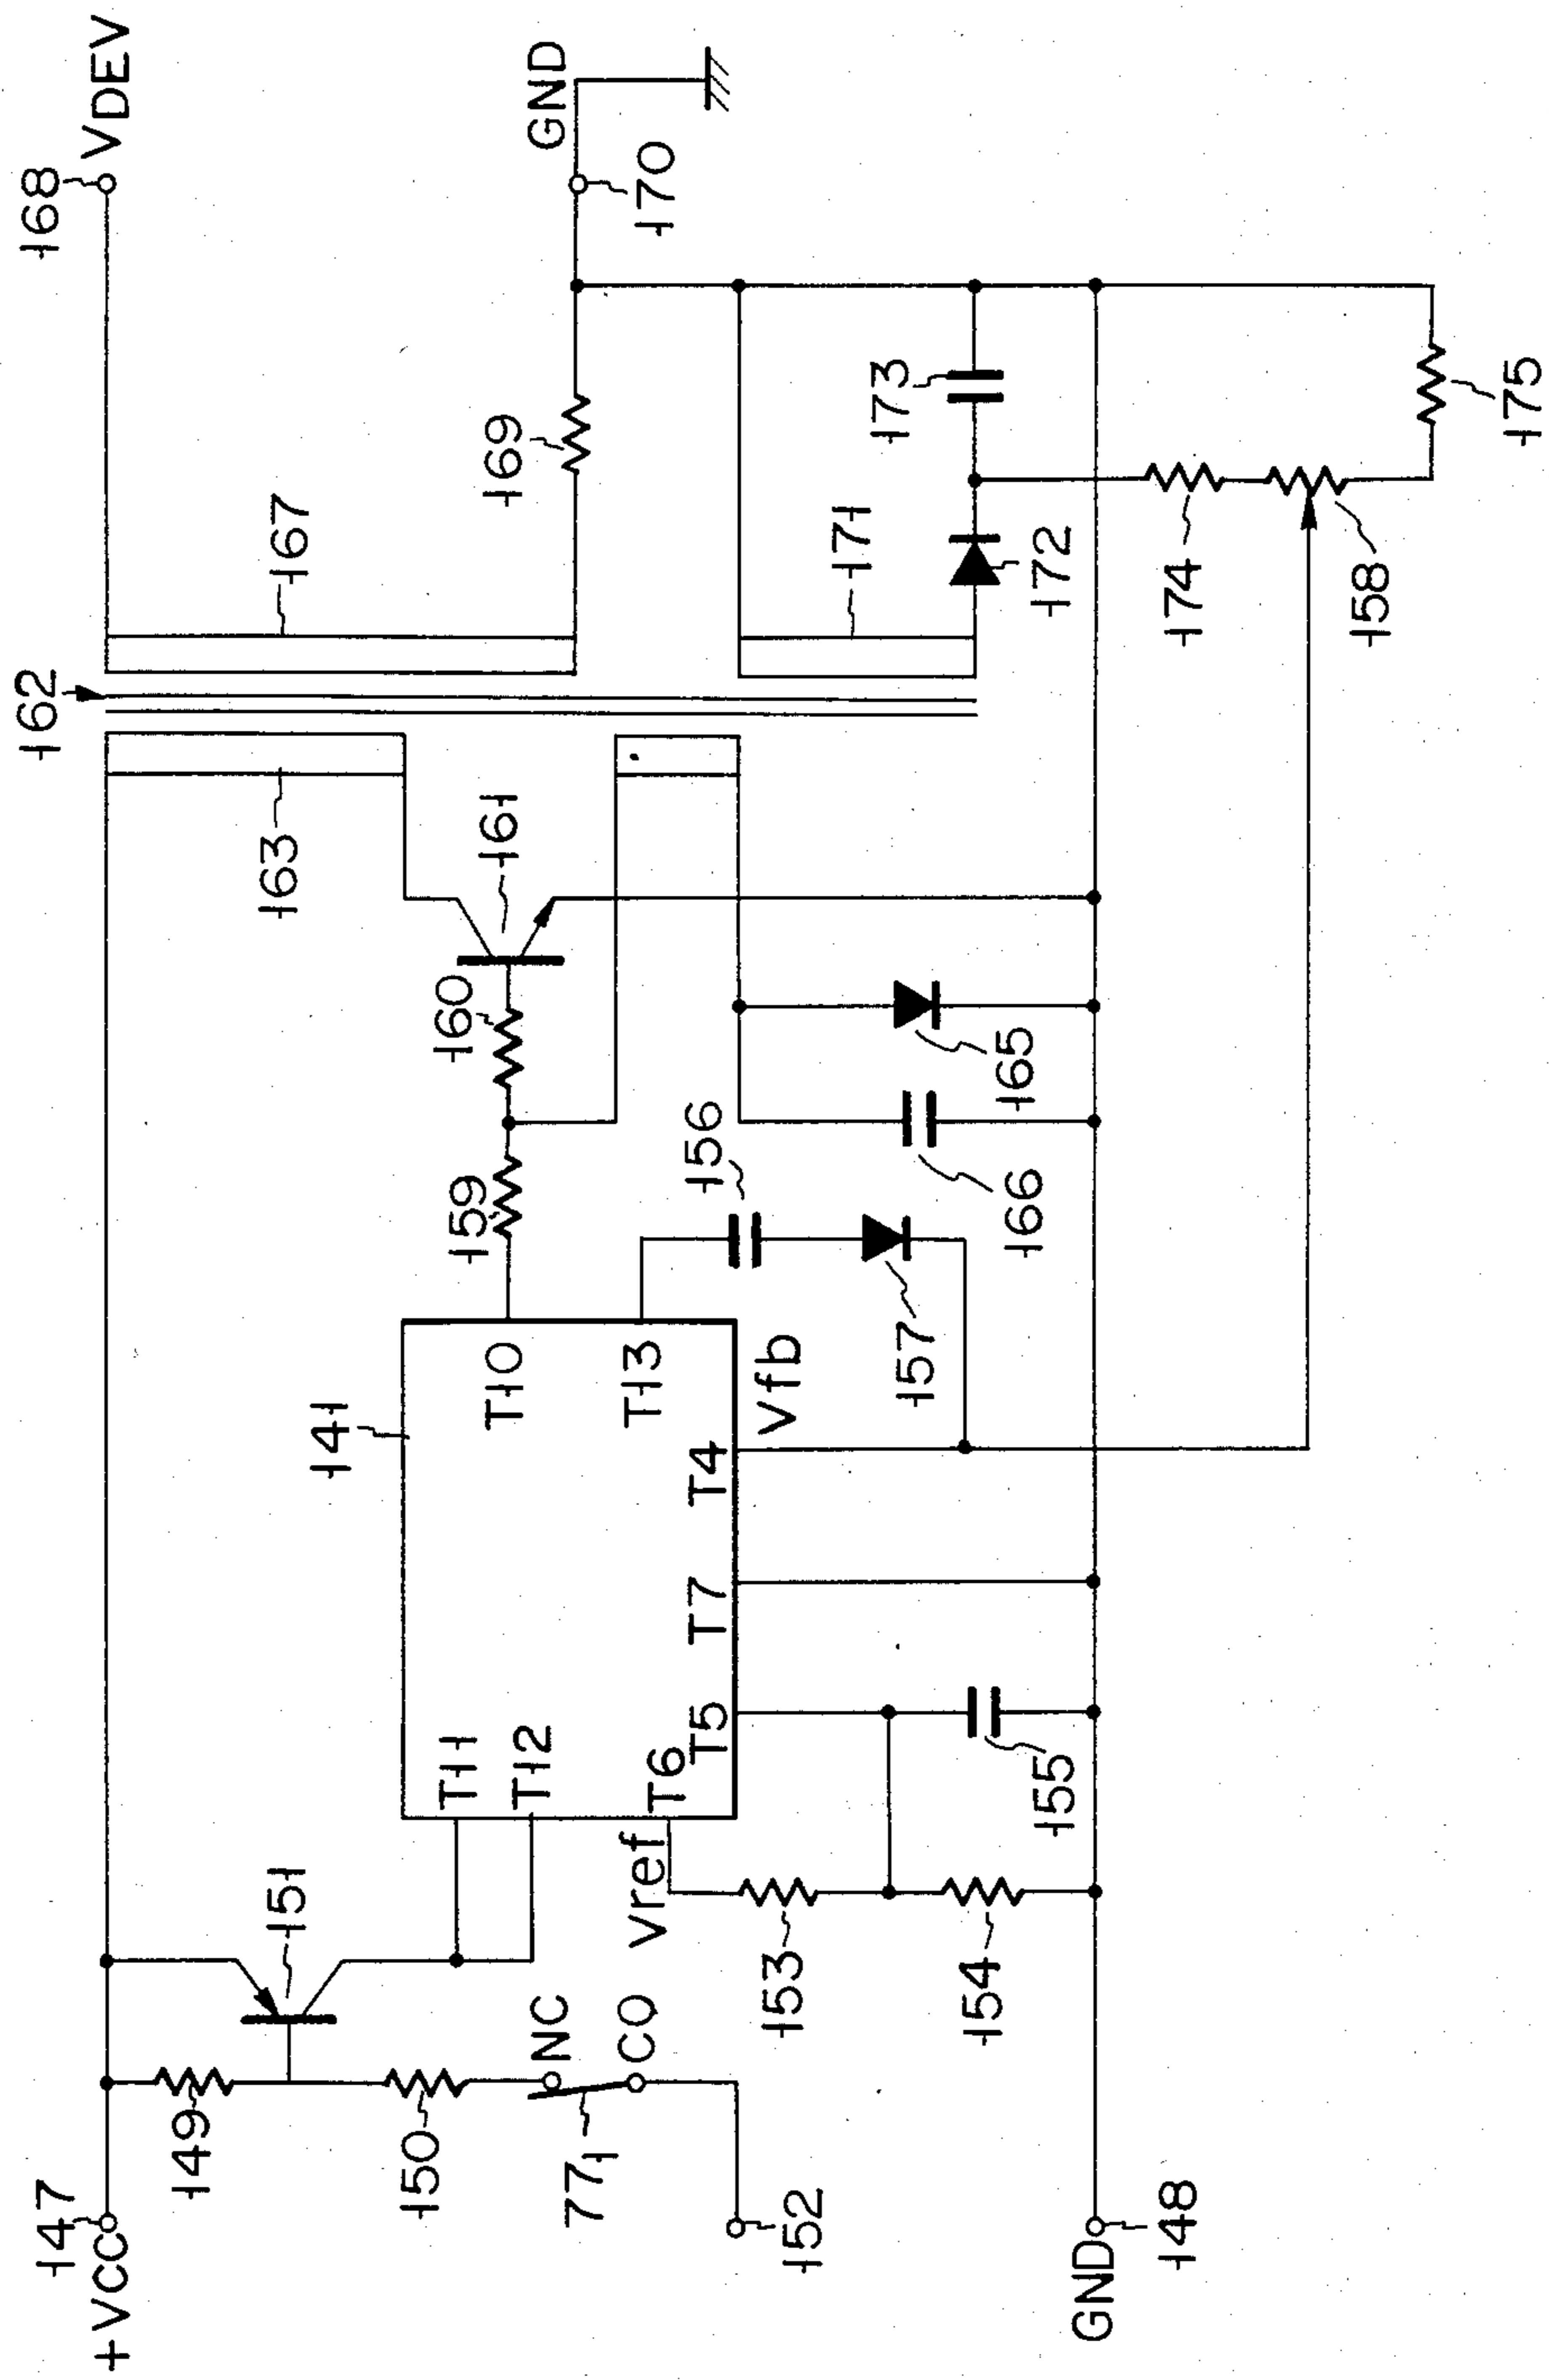 162
168
VDEV
147
+VCC
163
167
149
151
141
161
169
GND
170
150
T11
T12
T10
159
160
NC
77₁
CO
Vref
T6
T5
T7
T4
T13
Vfb
156
171
173
152
153
157
165
172
154
155
166
GND
148
174
158
175